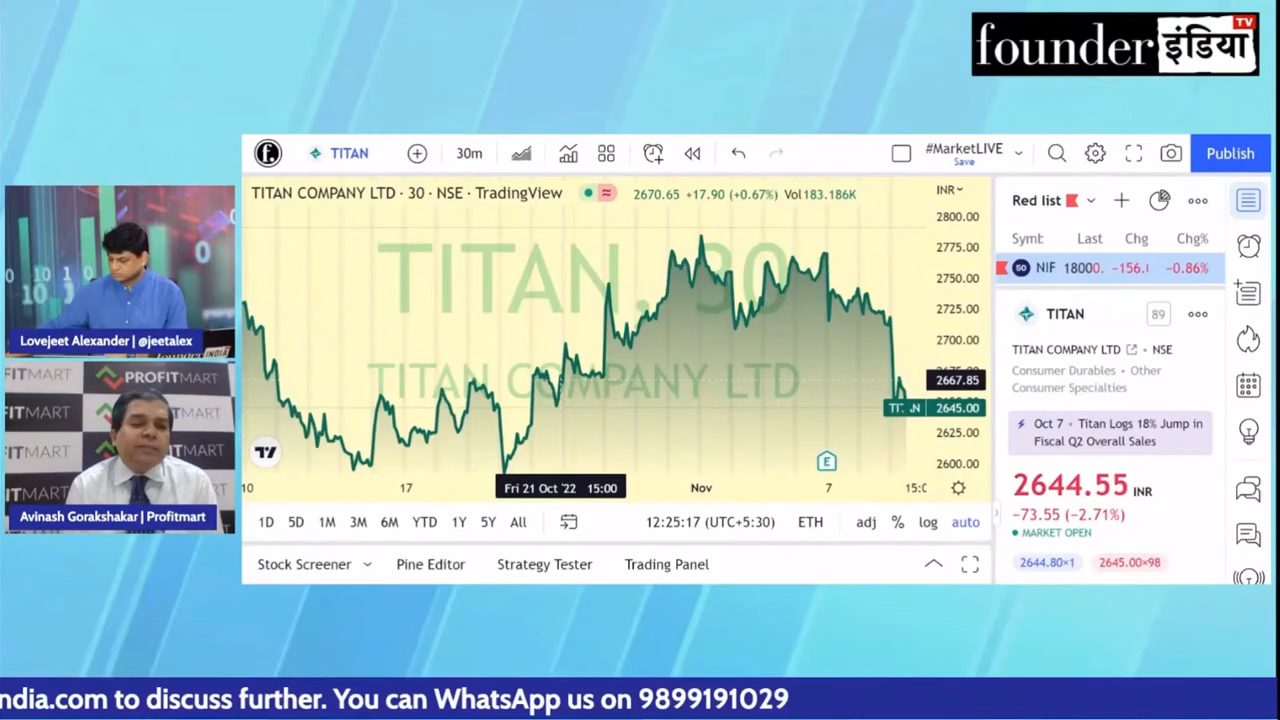 founder इंडिया TV
f. TITAN 30m #MarketLIVE Save Publish
TITAN COMPANY LTD · 30 · NSE · TradingView 2670.65 +17.90 (+0.67%) Vol183.186K INR
TITAN, 30
TITAN COMPANY LTD
2800.00
2775.00
2750.00
2725.00
2700.00
2667.85
2645.00
2625.00
2600.00
E
10 17 Fri 21 Oct '22 15:00 Nov 7 15:0
1D 5D 1M 3M 6M YTD 1Y 5Y All 12:25:17 (UTC+5:30) ETH adj % log auto
Stock Screener Pine Editor Strategy Tester Trading Panel
Red list
Symb Last Chg Chg%
50 NIF 18000. −156.( −0.86%
TITAN 89
TITAN COMPANY LTD · NSE
Consumer Durables • Other
Consumer Specialties
Oct 7 · Titan Logs 18% Jump in
Fiscal Q2 Overall Sales
2644.55 INR
−73.55 (−2.71%)
MARKET OPEN
2644.80×1 2645.00×98
Lovejeet Alexander | @jeetalex
PROFITMART
Avinash Gorakshakar | Profitmart
ndia.com to discuss further. You can WhatsApp us on 9899191029